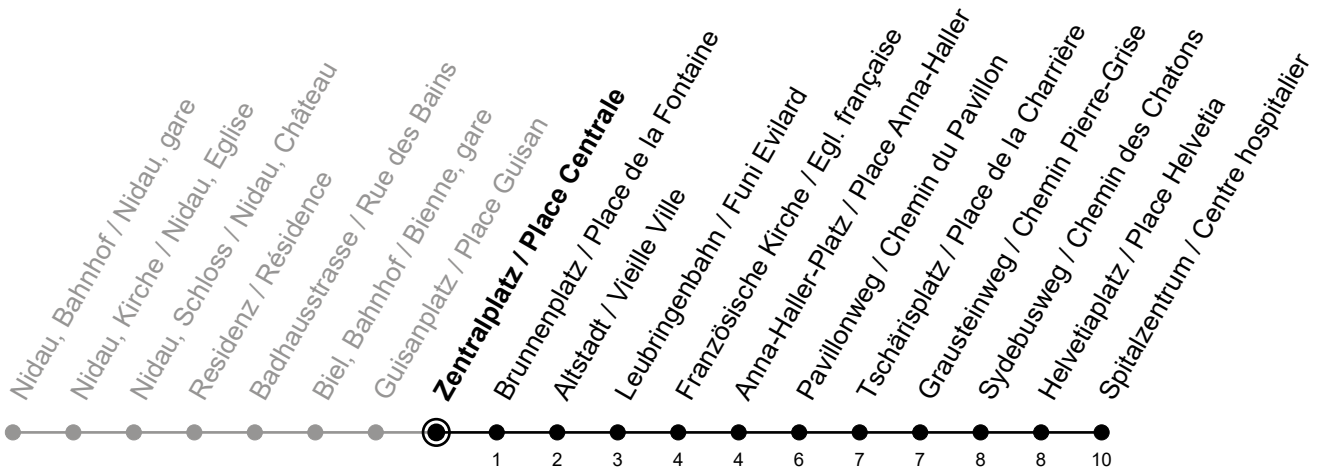 Nidau, Bahnhof / Nidau, gare
Nidau, Kirche / Nidau, Eglise
Nidau, Schloss / Nidau, Château
Residenz / Résidence
Badhausstrasse / Rue des Bains
Biel, Bahnhof / Bienne, gare
Guisanplatz / Place Guisan
Zentralplatz / Place Centrale
Brunnenplatz / Place de la Fontaine
Altstadt / Vieille Ville
Leubringenbahn / Funi Evilard
Französische Kirche / Egl. française
Anna-Haller-Platz / Place Anna-Haller
Pavillonweg / Chemin du Pavillon
Tschärisplatz / Place de la Charrière
Grausteinweg / Chemin Pierre-Grise
Sydebusweg / Chemin des Chatons
Helvetiaplatz / Place Helvetia
Spitalzentrum / Centre hospitalier
1 2 3 4 4 6 7 7 8 8 10